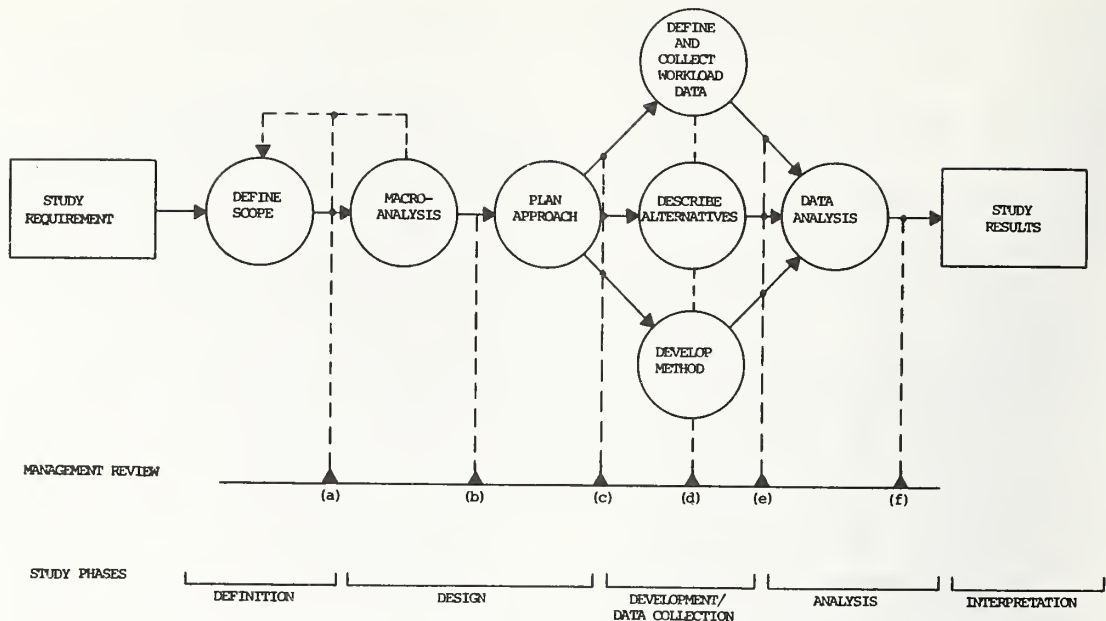 DEFINE
AND
COLLECT
WORKLOAD
DATA
STUDY
REQUIREMENT
DEFINE
SCOPE
MACRO-
ANALYSIS
PLAN
APPROACH
DESCRIBE
ALTERNATIVES
DATA
ANALYSIS
STUDY
RESULTS
DEVELOP
METHOD
MANAGEMENT REVIEW
(a) (b) (c) (d) (e) (f)
STUDY PHASES
DEFINITION
DESIGN
DEVELOPMENT/
DATA COLLECTION
ANALYSIS
INTERPRETATION